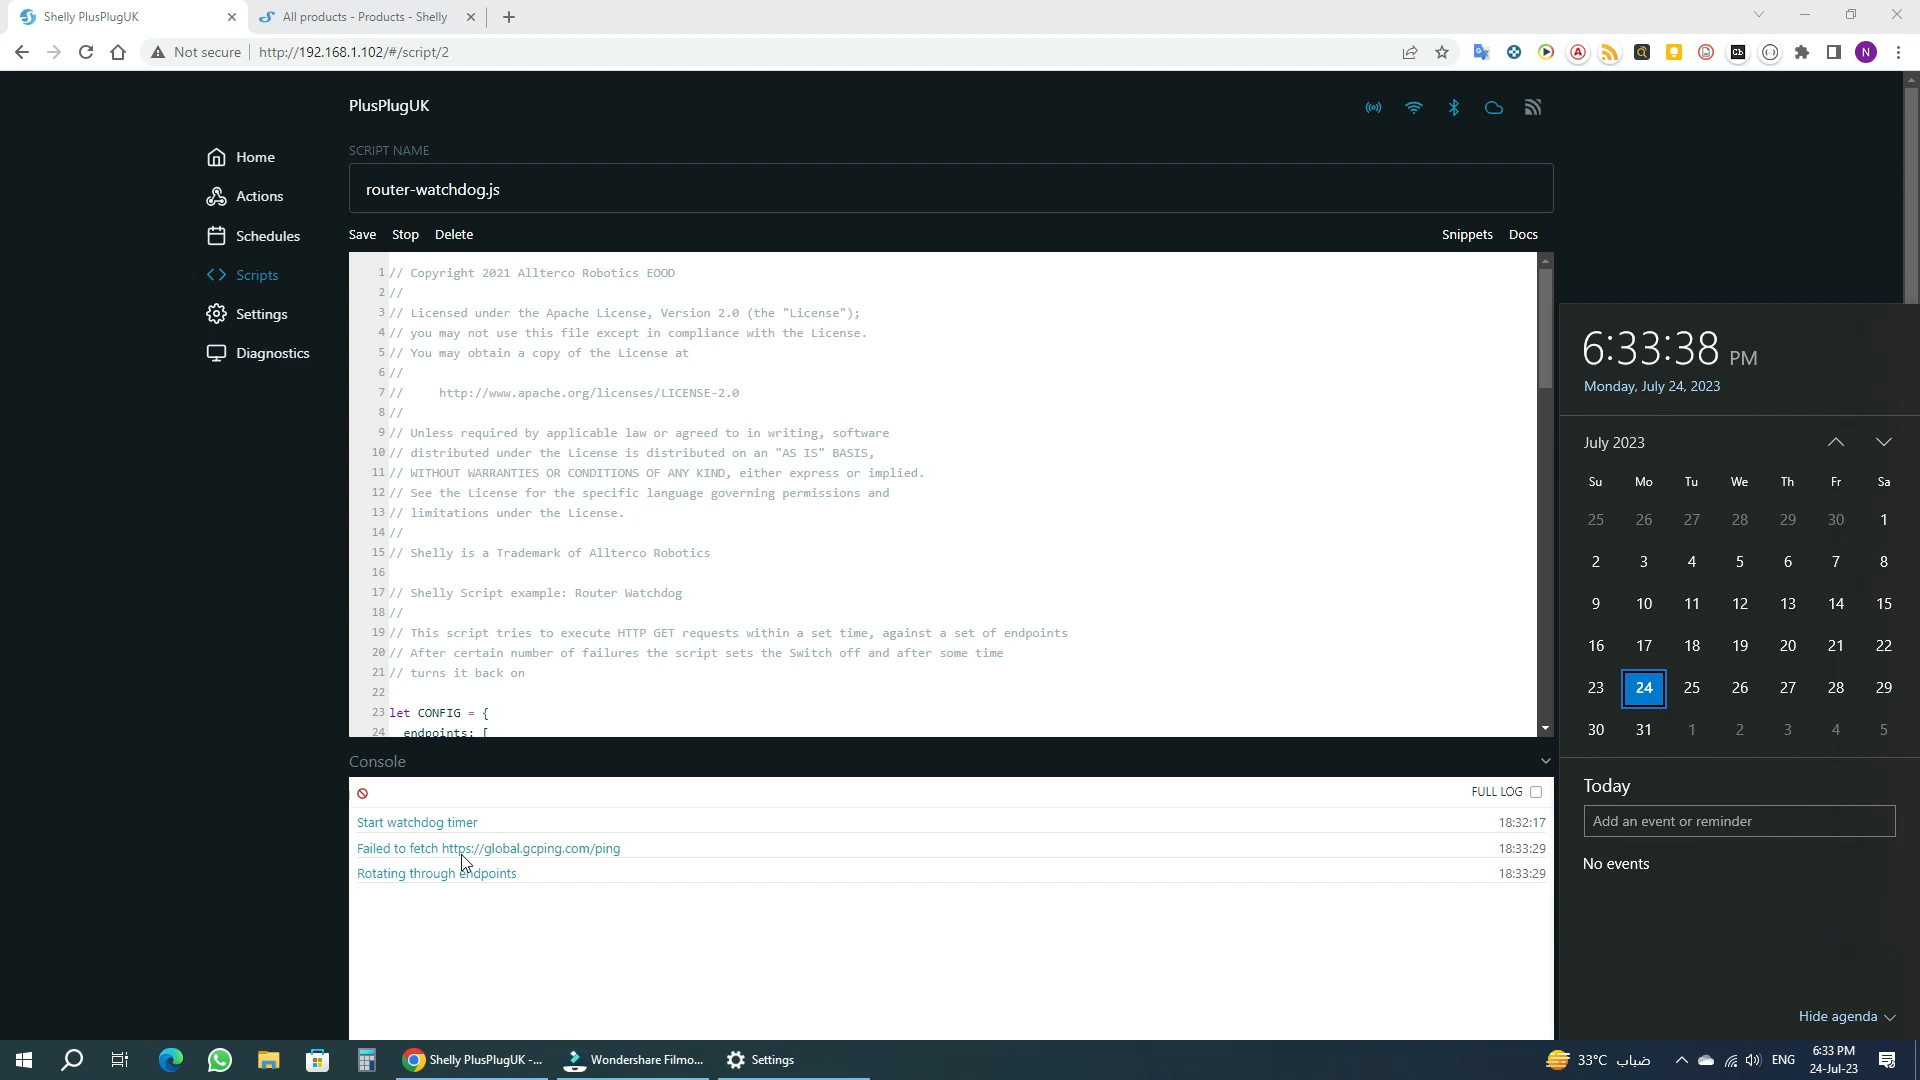 Shelly PlusPlugUK
All products - Products - Shelly
Not secure
http://192.168.1.102/#/script/2
N
PlusPlugUK
SCRIPT NAME
router-watchdog.js
Home
Actions
Schedules
Scripts
Settings
Diagnostics
Save Stop Delete
Snippets Docs
1 // Copyright 2021 Allterco Robotics EOOD
2 //
3 // Licensed under the Apache License, Version 2.0 (the "License");
4 // you may not use this file except in compliance with the License.
5 // You may obtain a copy of the License at
6 //
7 //     http://www.apache.org/licenses/LICENSE-2.0
8 //
9 // Unless required by applicable law or agreed to in writing, software
10 // distributed under the License is distributed on an "AS IS" BASIS,
11 // WITHOUT WARRANTIES OR CONDITIONS OF ANY KIND, either express or implied.
12 // See the License for the specific language governing permissions and
13 // limitations under the License.
14 //
15 // Shelly is a Trademark of Allterco Robotics
16
17 // Shelly Script example: Router Watchdog
18 //
19 // This script tries to execute HTTP GET requests within a set time, against a set of endpoints
20 // After certain number of failures the script sets the Switch off and after some time
21 // turns it back on
22
23 let CONFIG = {
24   endpoints: [
Console
FULL LOG
Start watchdog timer 18:32:17
Failed to fetch https://global.gcping.com/ping 18:33:29
Rotating through endpoints 18:33:29
6:33:38 PM
Monday, July 24, 2023
July 2023
Su Mo Tu We Th Fr Sa
25 26 27 28 29 30 1
2 3 4 5 6 7 8
9 10 11 12 13 14 15
16 17 18 19 20 21 22
23 24 25 26 27 28 29
30 31 1 2 3 4 5
Today
Add an event or reminder
No events
Hide agenda
Shelly PlusPlugUK -...
Wondershare Filmo...
Settings
33°C ضباب
ENG
6:33 PM
24-Jul-23